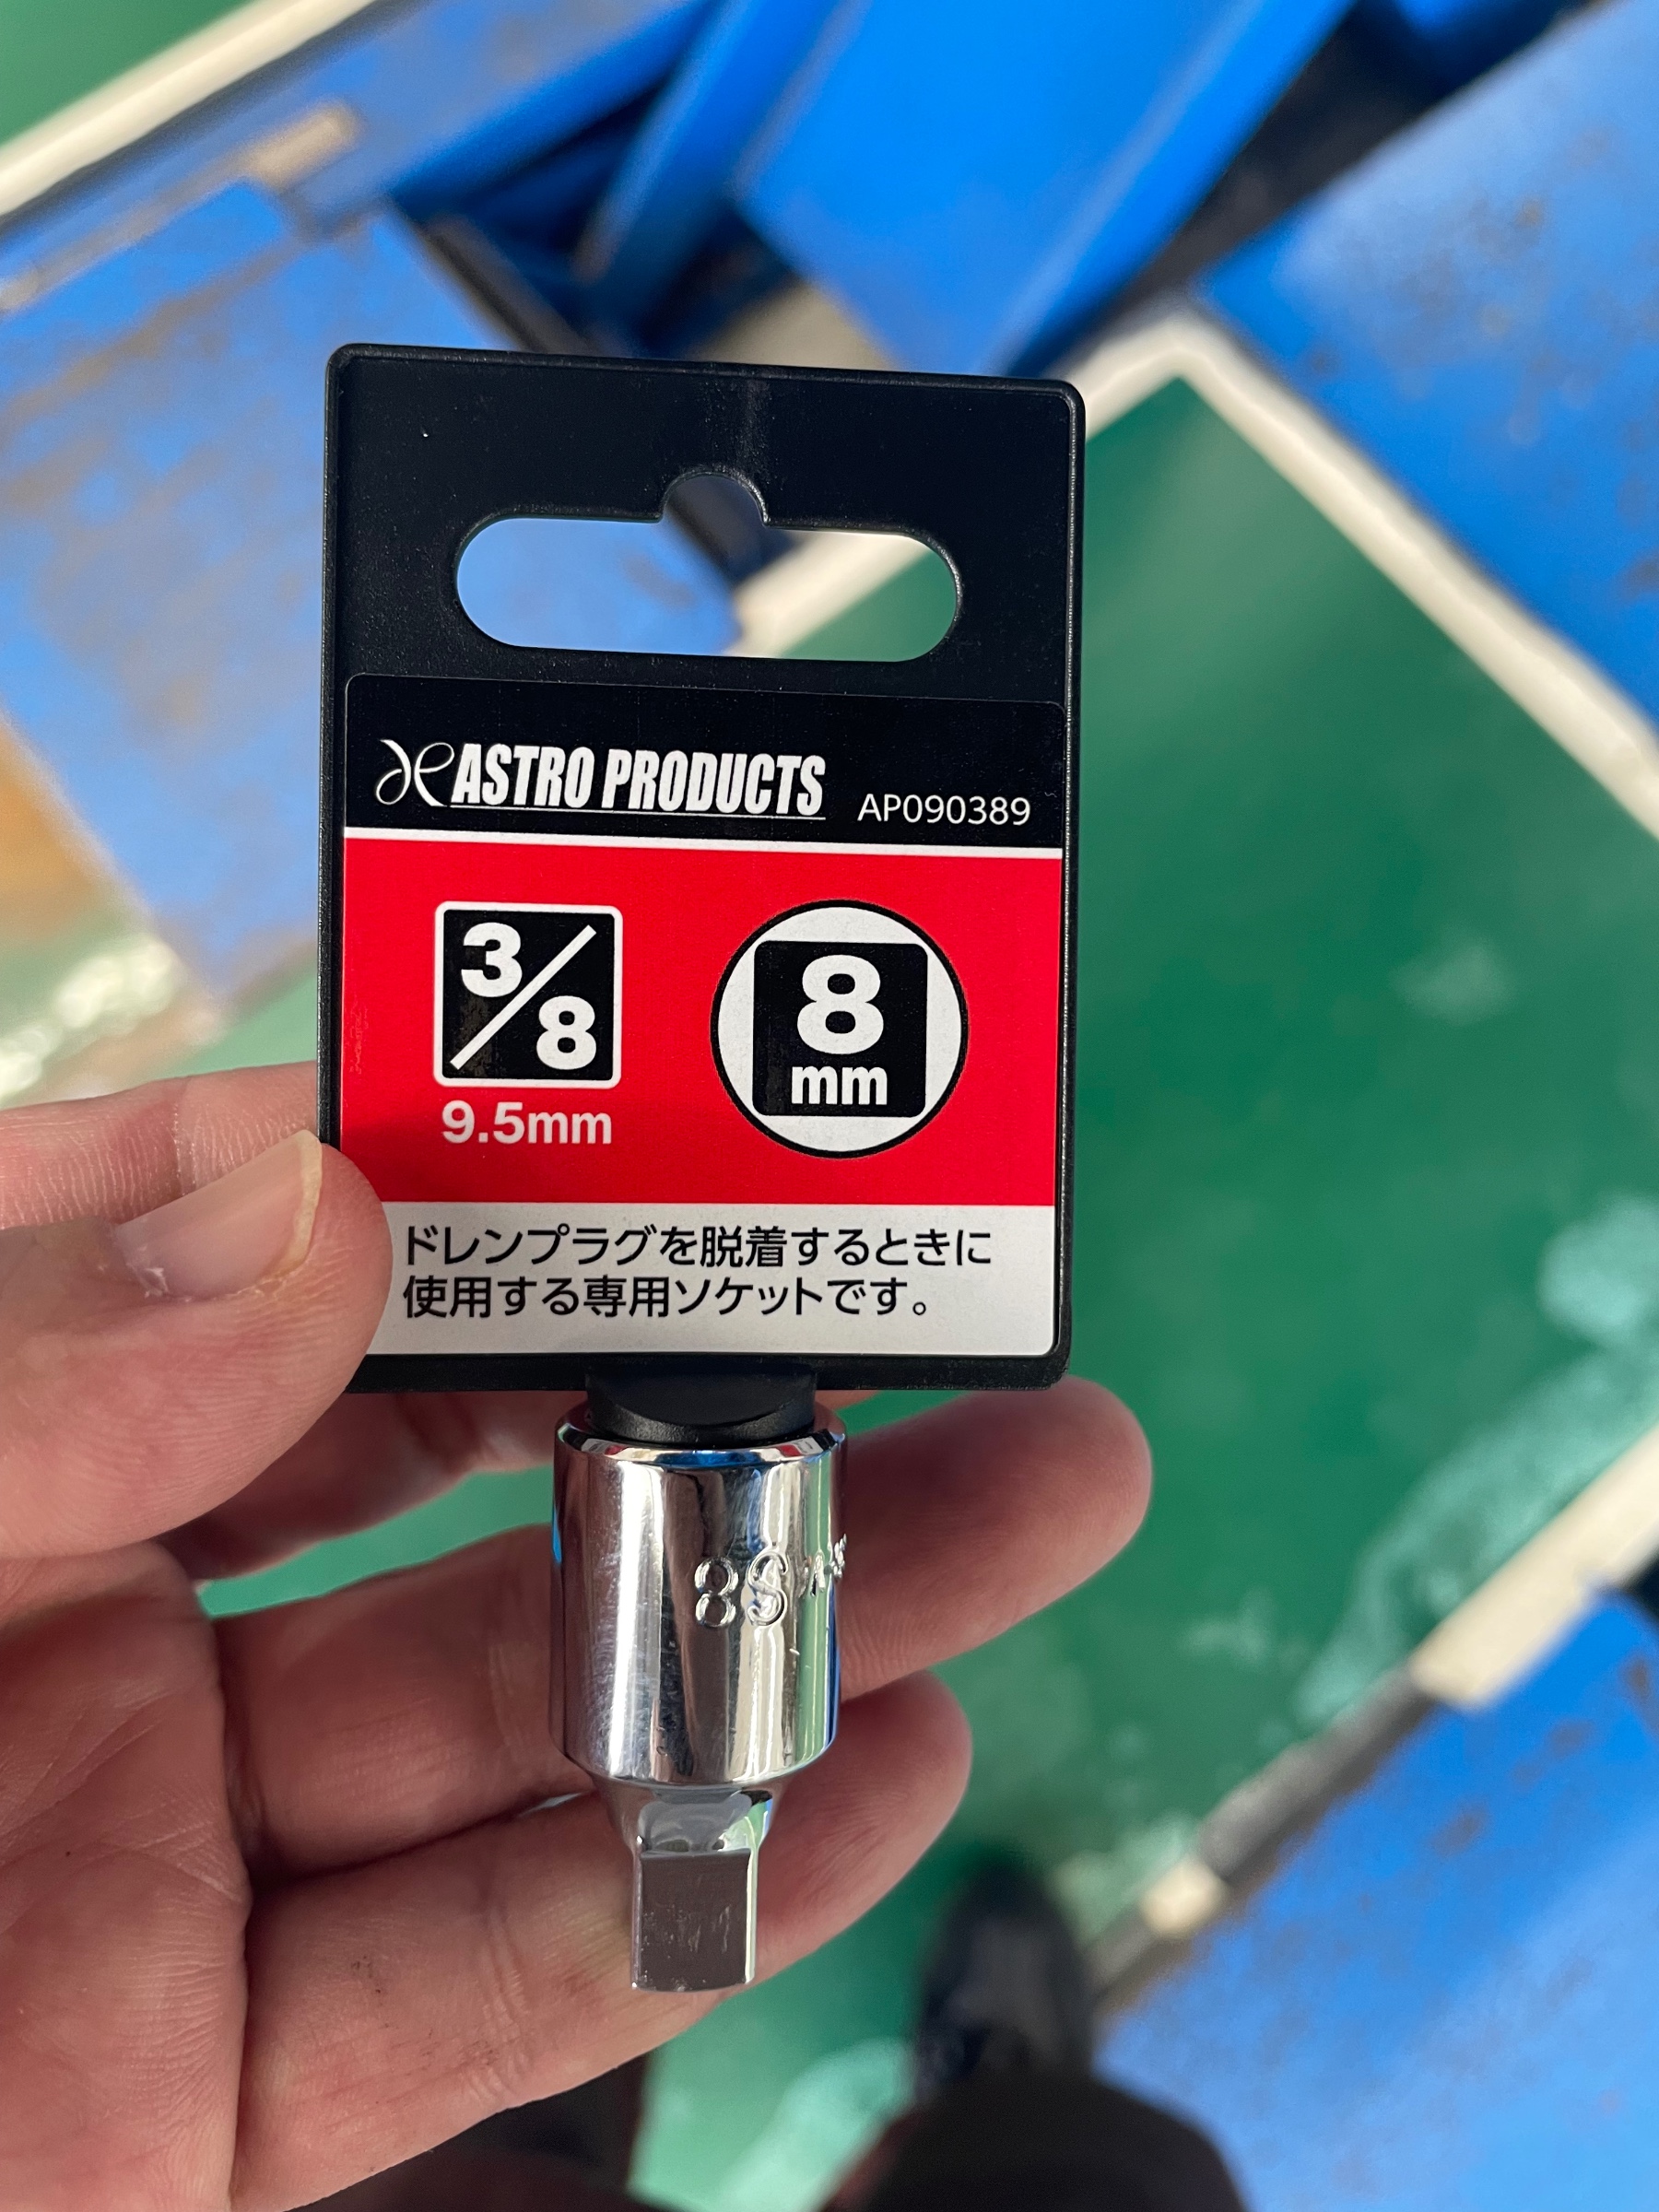 ASTRO PRODUCTS AP090389
3/8
9.5mm
8
mm
ドレンプラグを脱着するときに
使用する専用ソケットです。
8S